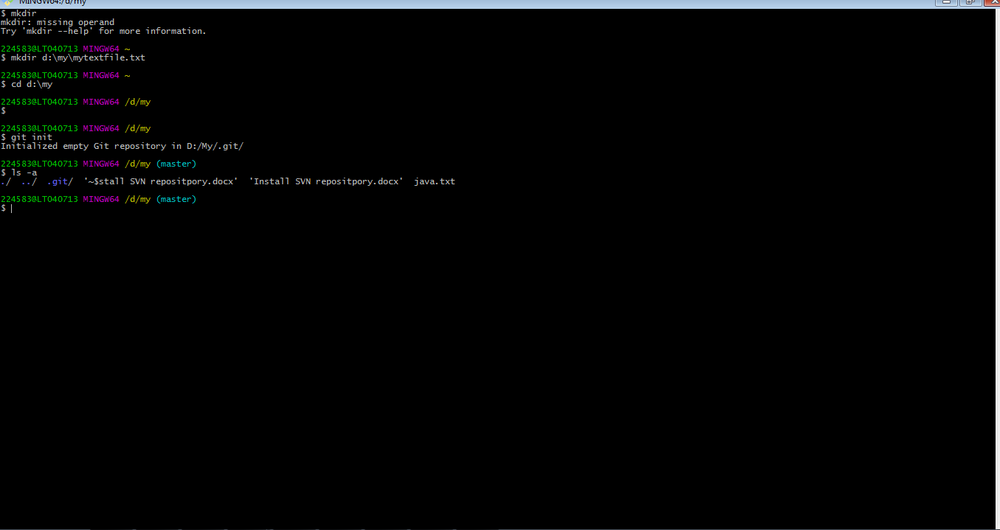 MINGW64:/d/my
$ mkdir
mkdir: missing operand
Try 'mkdir --help' for more information.
224583@LT040713 MINGW64 ~
$ mkdir d:\my\mytextfile.txt
224583@LT040713 MINGW64 ~
$ cd d:\my
224583@LT040713 MINGW64 /d/my
$
224583@LT040713 MINGW64 /d/my
$ git init
Initialized empty Git repository in D:/My/.git/
224583@LT040713 MINGW64 /d/my (master)
$ ls -a
./  ../  .git/  '~$stall SVN repositpory.docx'  'Install SVN repositpory.docx'  java.txt
224583@LT040713 MINGW64 /d/my (master)
$